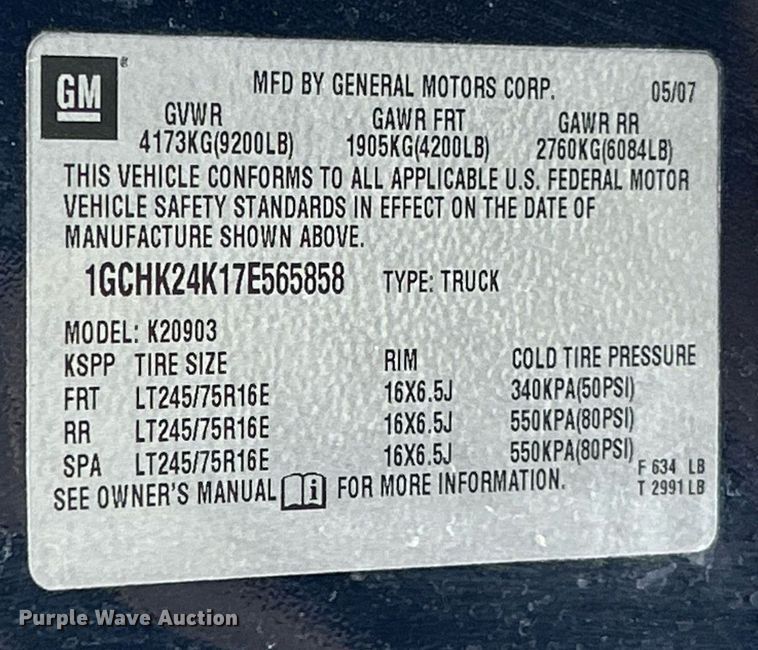 GM ®
MFD BY GENERAL MOTORS CORP. 05/07
GVWR GAWR FRT GAWR RR
4173KG(9200LB) 1905KG(4200LB) 2760KG(6084LB)
THIS VEHICLE CONFORMS TO ALL APPLICABLE U.S. FEDERAL MOTOR
VEHICLE SAFETY STANDARDS IN EFFECT ON THE DATE OF
MANUFACTURE SHOWN ABOVE.
1GCHK24K17E565858 TYPE: TRUCK
MODEL: K20903
KSPP TIRE SIZE RIM COLD TIRE PRESSURE
FRT LT245/75R16E 16X6.5J 340KPA(50PSI)
RR LT245/75R16E 16X6.5J 550KPA(80PSI)
SPA LT245/75R16E 16X6.5J 550KPA(80PSI)
F 634 LB
SEE OWNER'S MANUAL i FOR MORE INFORMATION.
T 2991 LB
Purple Wave Auction